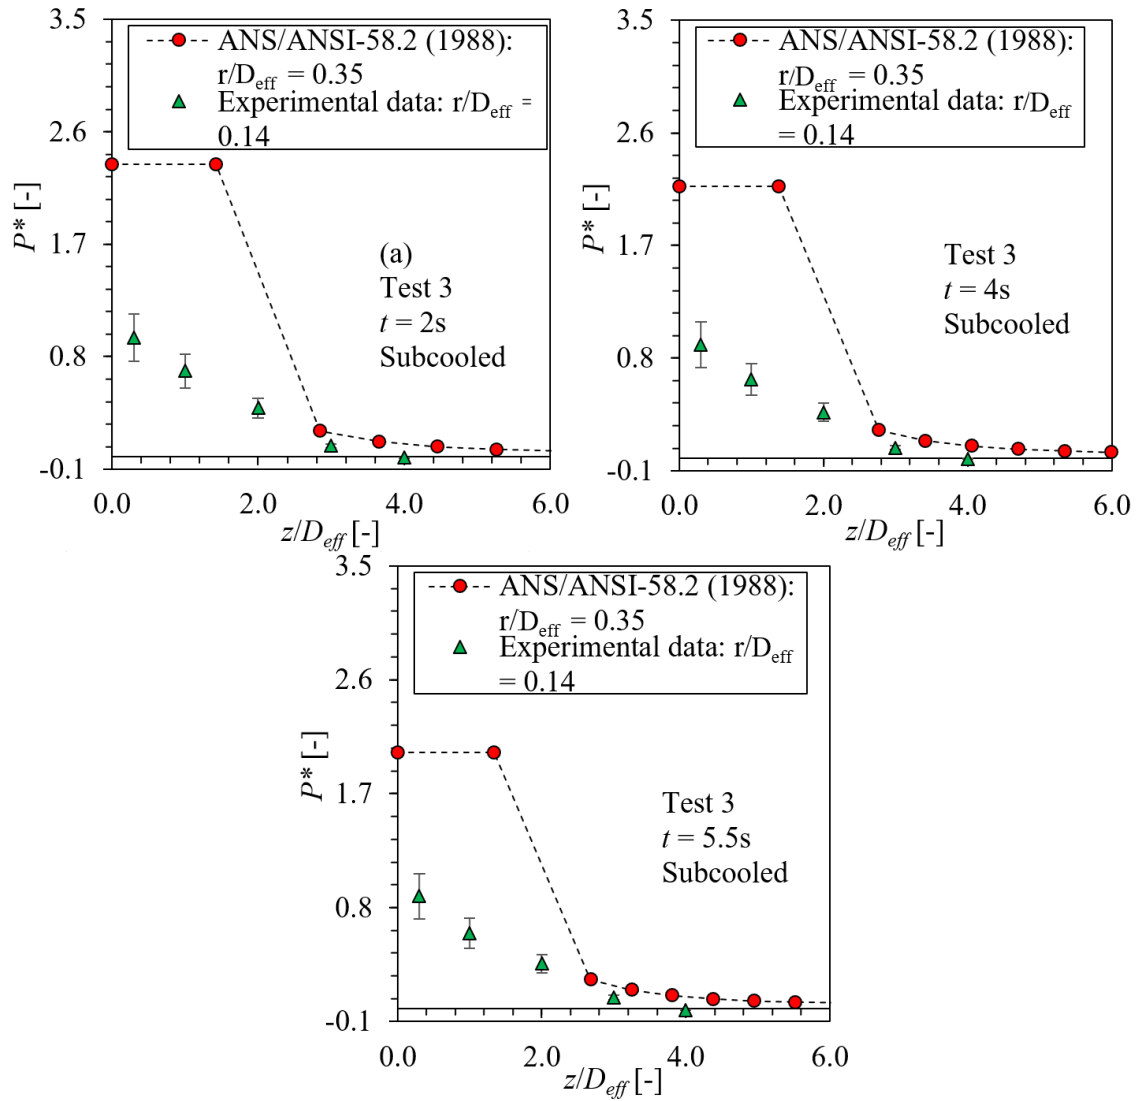 3.5
2.6
1.7
0.8
-0.1
P* [-]
ANS/ANSI-58.2 (1988):
r/Deff = 0.35
Experimental data: r/Deff =
0.14
(a)
Test 3
t = 2s
Subcooled
0.0 2.0 4.0 6.0
z/Deff [-]
3.5
2.6
1.7
0.8
-0.1
P* [-]
ANS/ANSI-58.2 (1988):
r/Deff = 0.35
Experimental data: r/Deff
= 0.14
Test 3
t = 4s
Subcooled
0.0 2.0 4.0 6.0
z/Deff [-]
3.5
2.6
1.7
0.8
-0.1
P* [-]
ANS/ANSI-58.2 (1988):
r/Deff = 0.35
Experimental data: r/Deff
= 0.14
Test 3
t = 5.5s
Subcooled
0.0 2.0 4.0 6.0
z/Deff [-]